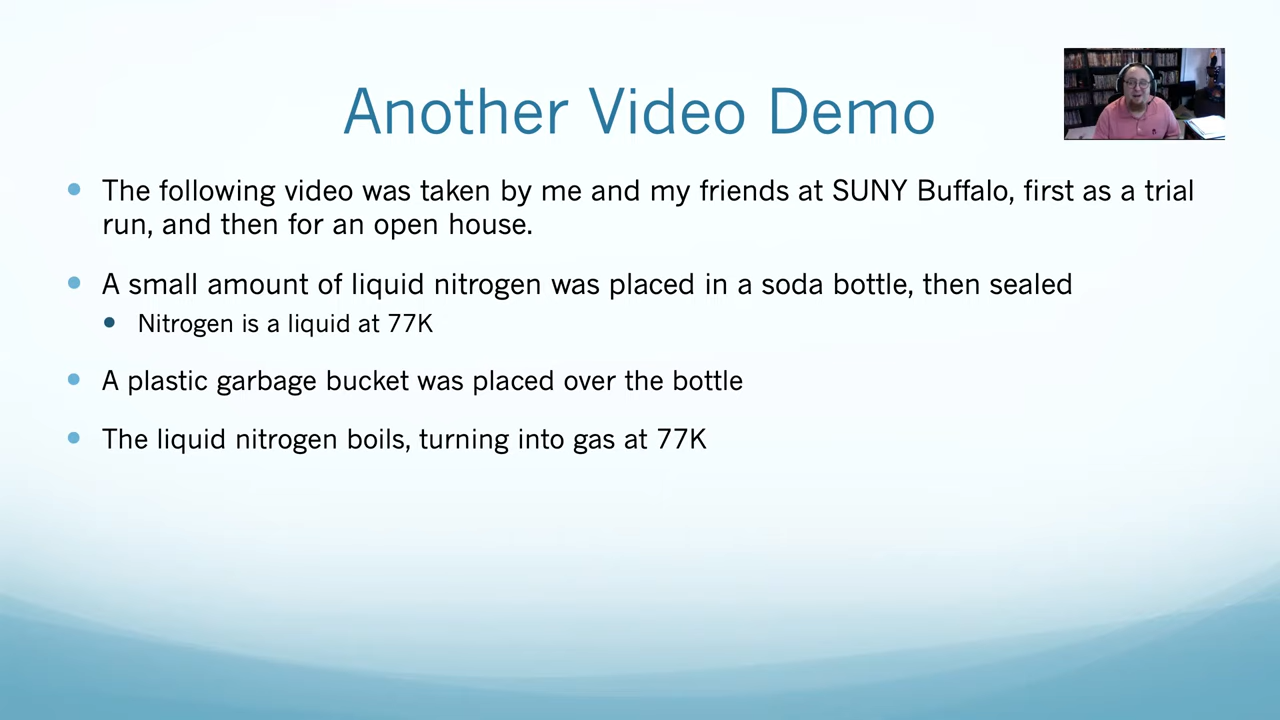 Another Video Demo
The following video was taken by me and my friends at SUNY Buffalo, first as a trial
run, and then for an open house.
A small amount of liquid nitrogen was placed in a soda bottle, then sealed
Nitrogen is a liquid at 77K
A plastic garbage bucket was placed over the bottle
The liquid nitrogen boils, turning into gas at 77K